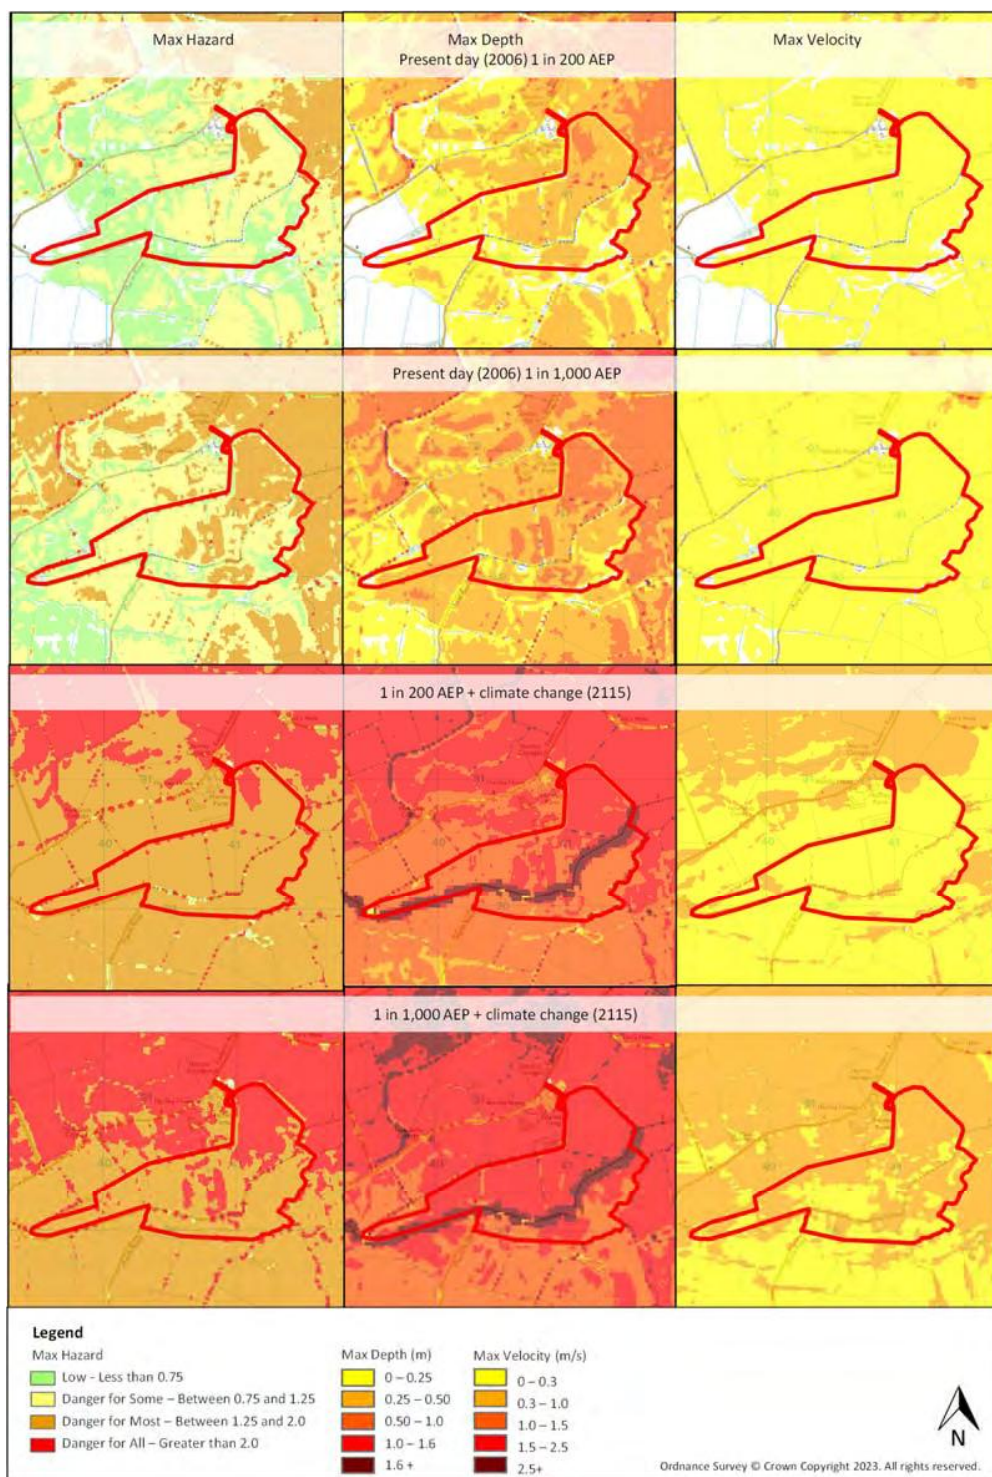 Max Hazard
Max Depth
Max Velocity
Present day (2006) 1 in 200 AEP
Present day (2006) 1 in 1,000 AEP
1 in 200 AEP + climate change (2115)
1 in 1,000 AEP + climate change (2115)
Legend
Max Hazard
Low - Less than 0.75
Danger for Some – Between 0.75 and 1.25
Danger for Most – Between 1.25 and 2.0
Danger for All – Greater than 2.0
Max Depth (m)
0 – 0.25
0.25 – 0.50
0.50 - 1.0
1.0 – 1.6
1.6 +
Max Velocity (m/s)
0 – 0.3
0.3 – 1.0
1.0 – 1.5
1.5 – 2.5
2.5+
N
Ordnance Survey © Crown Copyright 2023. All rights reserved.